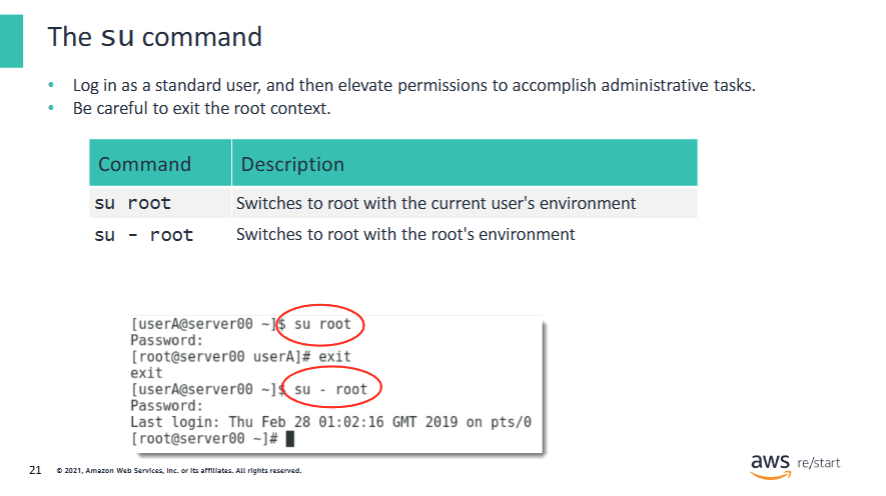 The su command
• Log in as a standard user, and then elevate permissions to accomplish administrative tasks.
• Be careful to exit the root context.
Command Description
su root Switches to root with the current user's environment
su - root Switches to root with the root's environment
[userA@server00 ~]$ su root
Password:
[root@server00 userA]# exit
exit
[userA@server00 ~]$ su - root
Password:
Last login: Thu Feb 28 01:02:16 GMT 2019 on pts/0
[root@server00 ~]#
21 © 2021, Amazon Web Services, Inc. or its affiliates. All rights reserved.
aws re/start